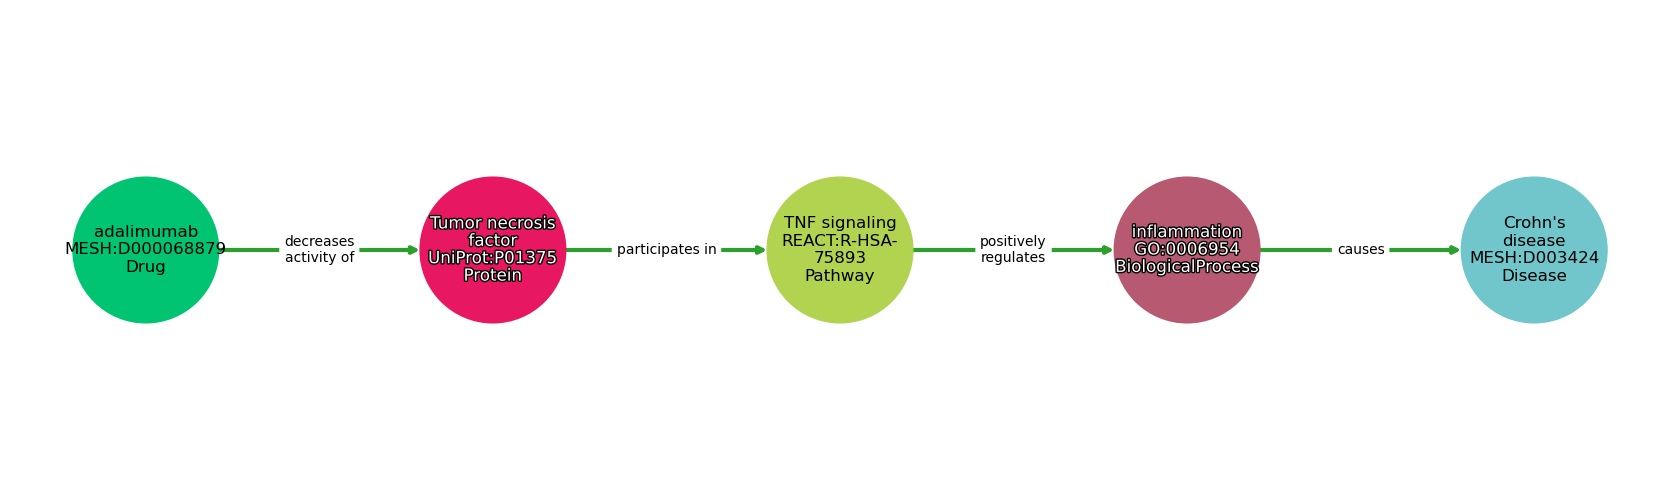 adalimumab
MESH:D000068879
Drug
decreases
activity of
Tumor necrosis
factor
UniProt:P01375
Protein
participates in
TNF signaling
REACT:R-HSA-
75893
Pathway
positively
regulates
inflammation
GO:0006954
BiologicalProcess
causes
Crohn's
disease
MESH:D003424
Disease